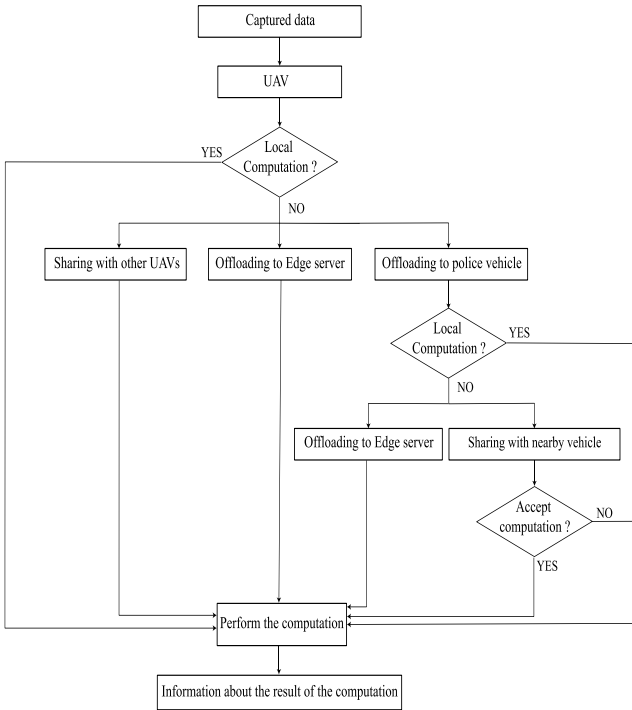 Captured data
UAV
Local
Computation ?
YES
NO
Sharing with other UAVs
Offloading to Edge server
Offloading to police vehicle
Local
Computation ?
YES
NO
Offloading to Edge server
Sharing with nearby vehicle
Accept
computation ?
NO
YES
Perform the computation
Information about the result of the computation